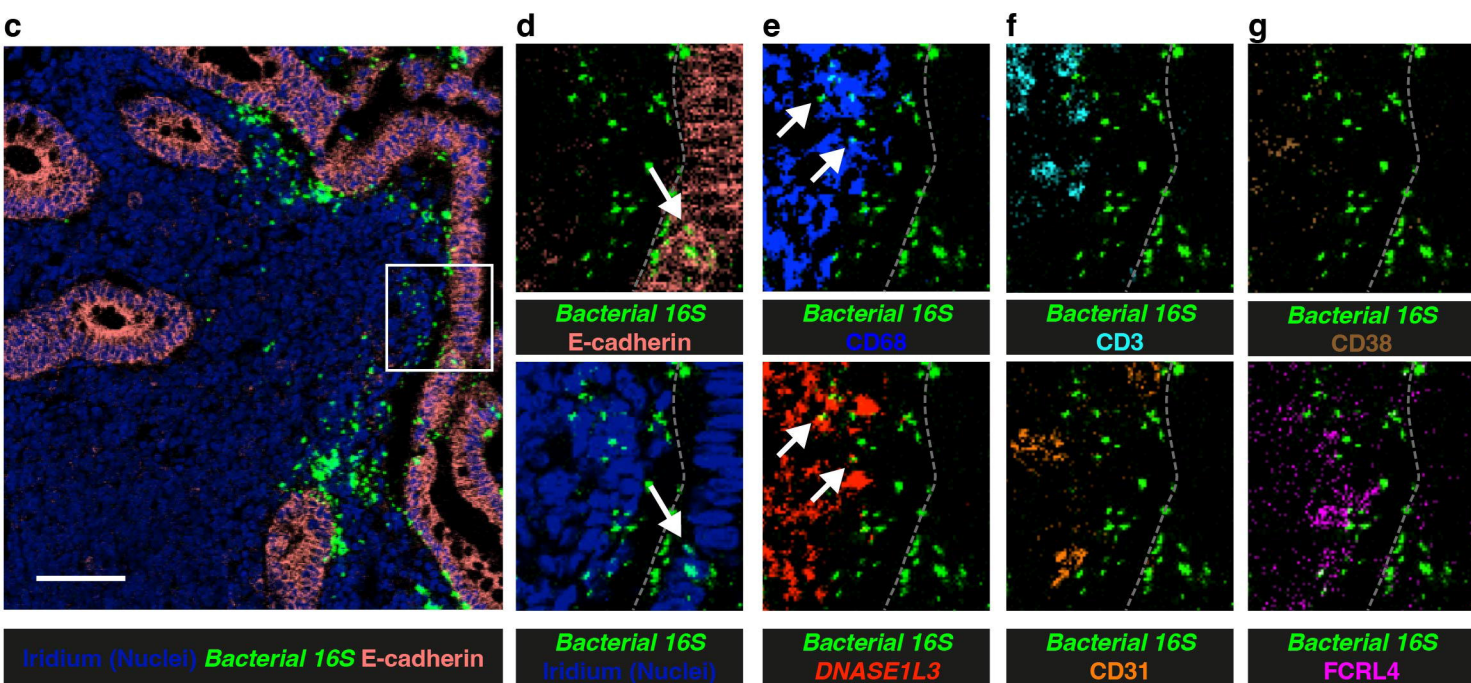 c
d
e
f
g
Bacterial 16S
E-cadherin
Bacterial 16S
CD68
Bacterial 16S
CD3
Bacterial 16S
CD38
Iridium (Nuclei) Bacterial 16S E-cadherin
Bacterial 16S
Iridium (Nuclei)
Bacterial 16S
DNASE1L3
Bacterial 16S
CD31
Bacterial 16S
FCRL4